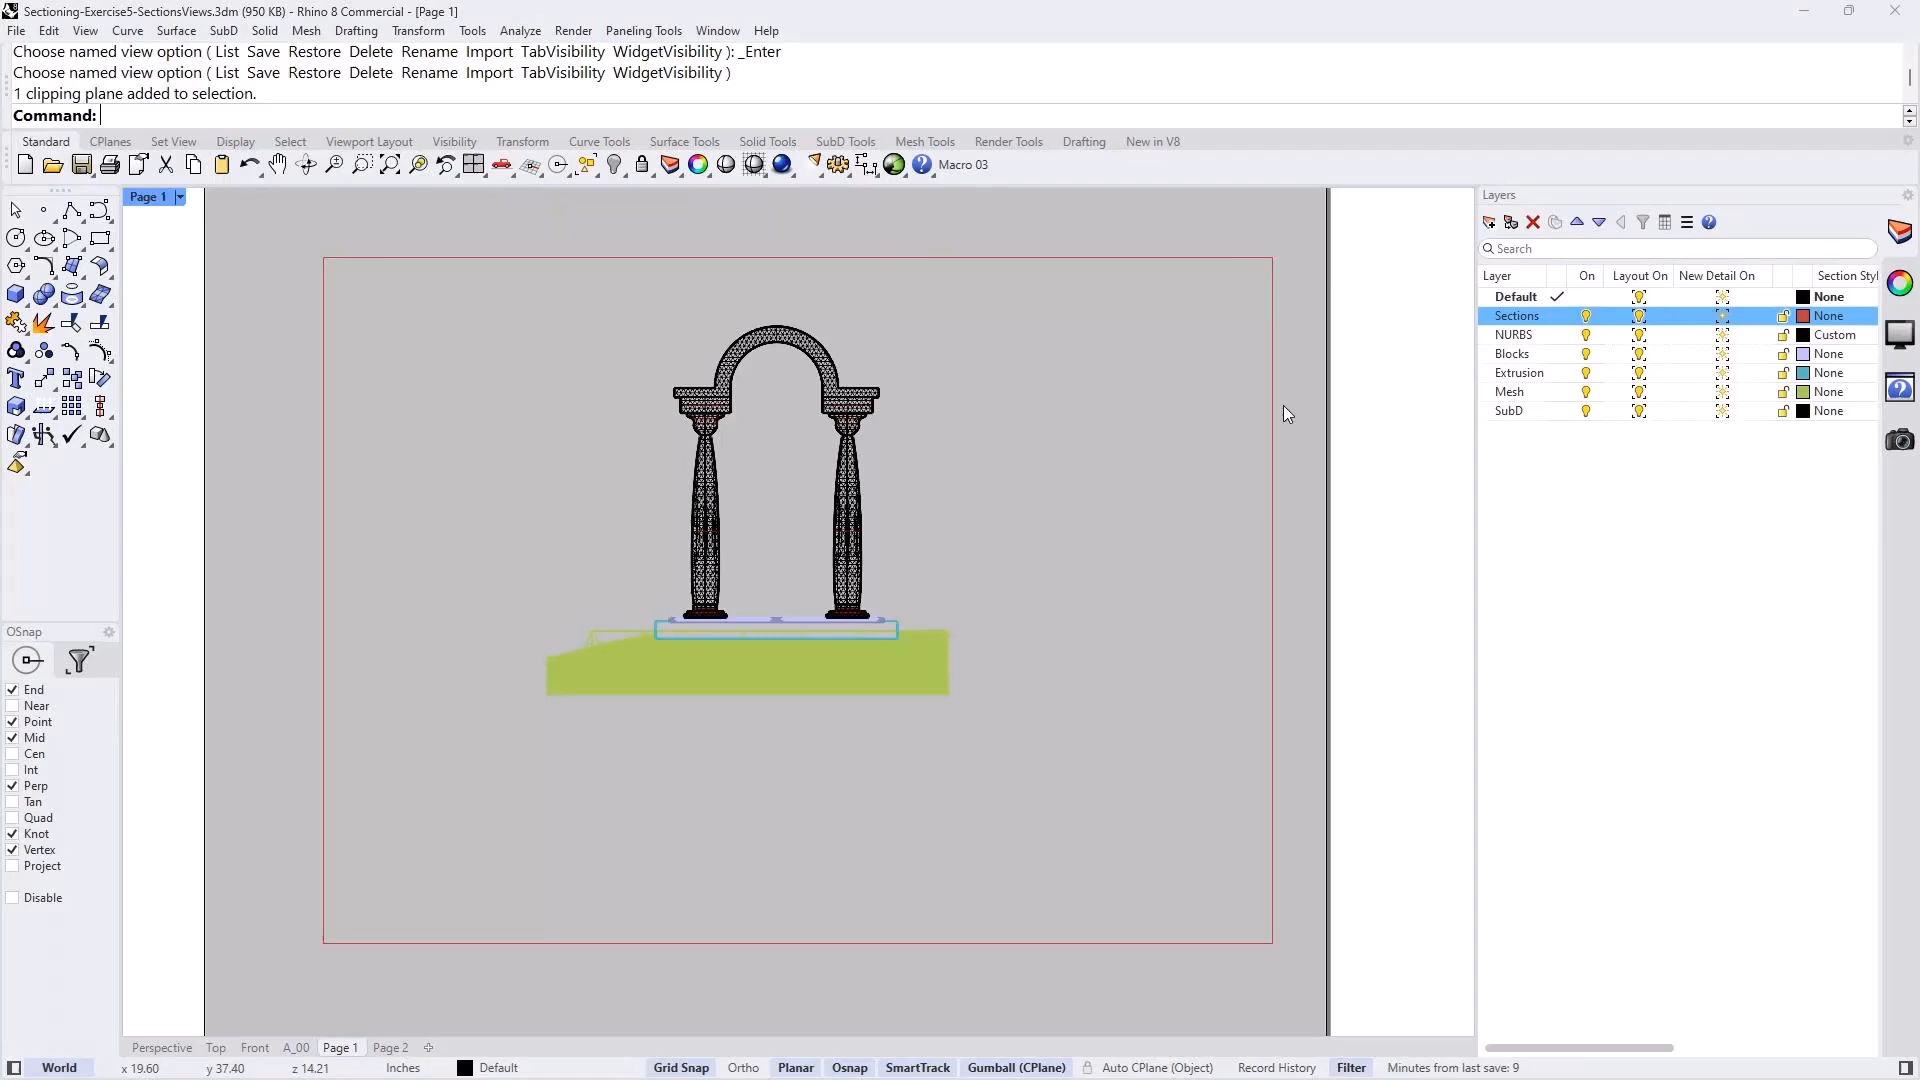 Sectioning-Exercise5-SectionsViews.3dm (950 KB) - Rhino 8 Commercial - [Page 1]
File Edit View Curve Surface SubD Solid Mesh Drafting Transform Tools Analyze Render Paneling Tools Window Help
Choose named view option ( List Save Restore Delete Rename Import TabVisibility WidgetVisibility ): _Enter
Choose named view option ( List Save Restore Delete Rename Import TabVisibility WidgetVisibility )
1 clipping plane added to selection.
Command:
Standard CPlanes Set View Display Select Viewport Layout Visibility Transform Curve Tools Surface Tools Solid Tools SubD Tools Mesh Tools Render Tools Drafting New in V8
Macro 03
Page 1
Layers
Search
Layer On Layout On New Detail On Section Styl
Default None
Sections None
NURBS Custom
Blocks None
Extrusion None
Mesh None
SubD None
OSnap
End
Near
Point
Mid
Cen
Int
Perp
Tan
Quad
Knot
Vertex
Project
Disable
Perspective Top Front A_00 Page 1 Page 2
World x 19.60 y 37.40 z 14.21 Inches Default Grid Snap Ortho Planar Osnap SmartTrack Gumball (CPlane) Auto CPlane (Object) Record History Filter Minutes from last save: 9